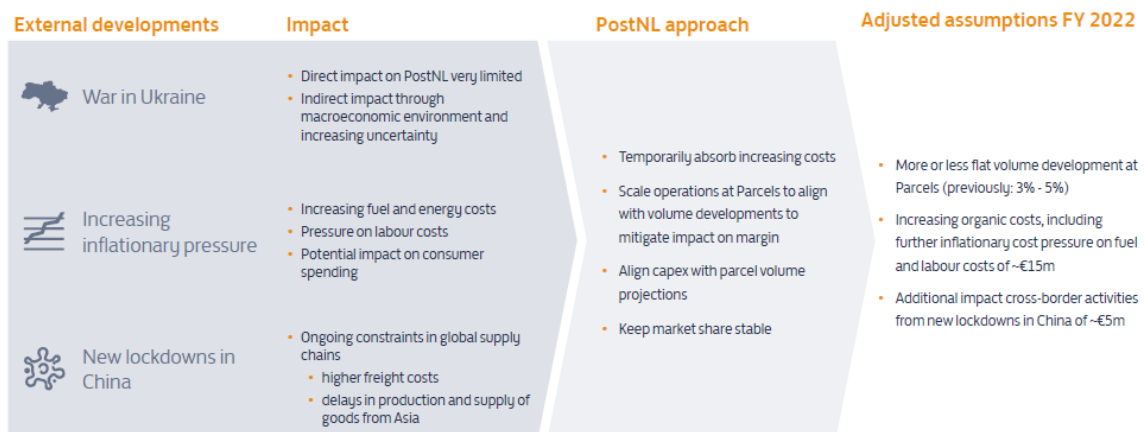 External developments
Impact
PostNL approach
Adjusted assumptions FY 2022
War in Ukraine
• Direct impact on PostNL very limited
• Indirect impact through
macroeconomic environment and
increasing uncertainty
Increasing
inflationary pressure
• Increasing fuel and energy costs
• Pressure on labour costs
• Potential impact on consumer
spending
New lockdowns in
China
• Ongoing constraints in global supply
chains
• higher freight costs
• delays in production and supply of
goods from Asia
• Temporarily absorb increasing costs
• Scale operations at Parcels to align
with volume developments to
mitigate impact on margin
• Align capex with parcel volume
projections
• Keep market share stable
• More or less flat volume development at
Parcels (previously: 3% - 5%)
• Increasing organic costs, including
further inflationary cost pressure on fuel
and labour costs of ~€15m
• Additional impact cross-border activities
from new lockdowns in China of ~€5m